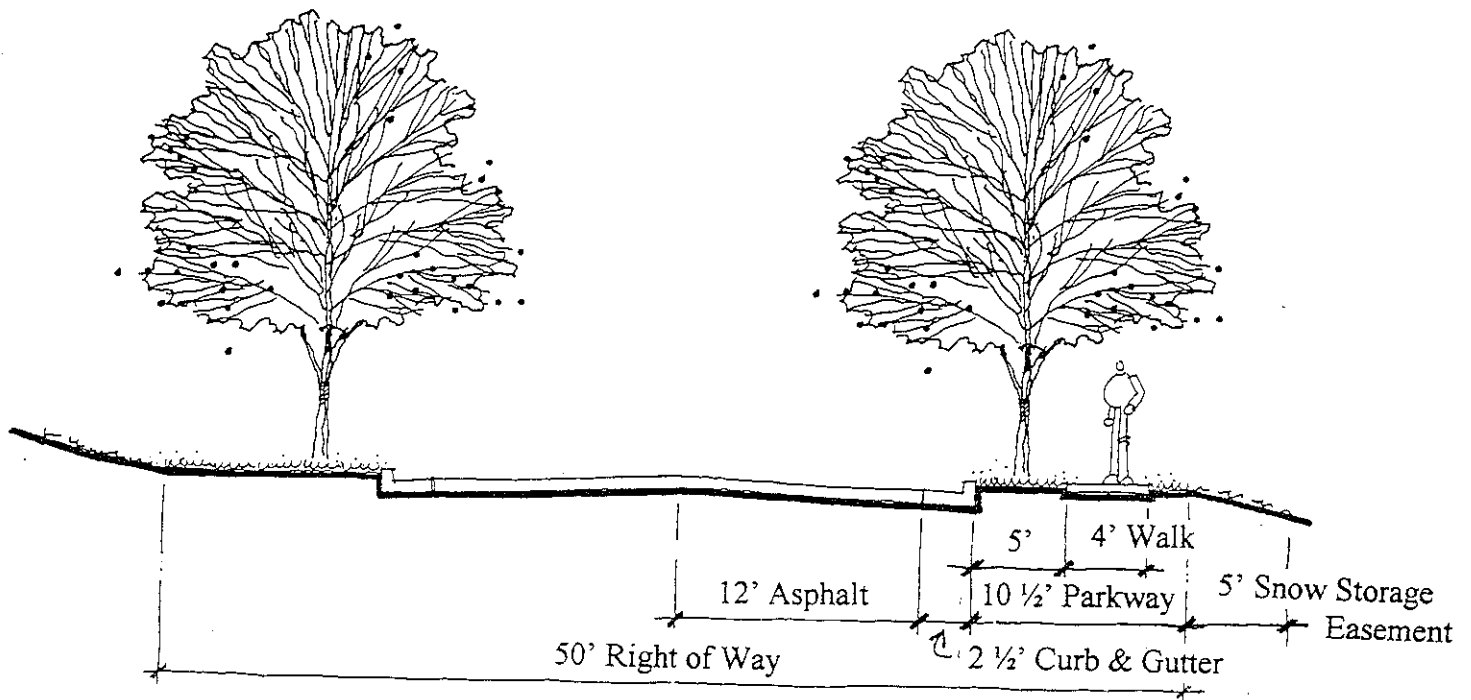 5’
4’ Walk
12’ Asphalt
10 ½’ Parkway
5’ Snow Storage
Easement
50’ Right of Way
2 ½’ Curb & Gutter